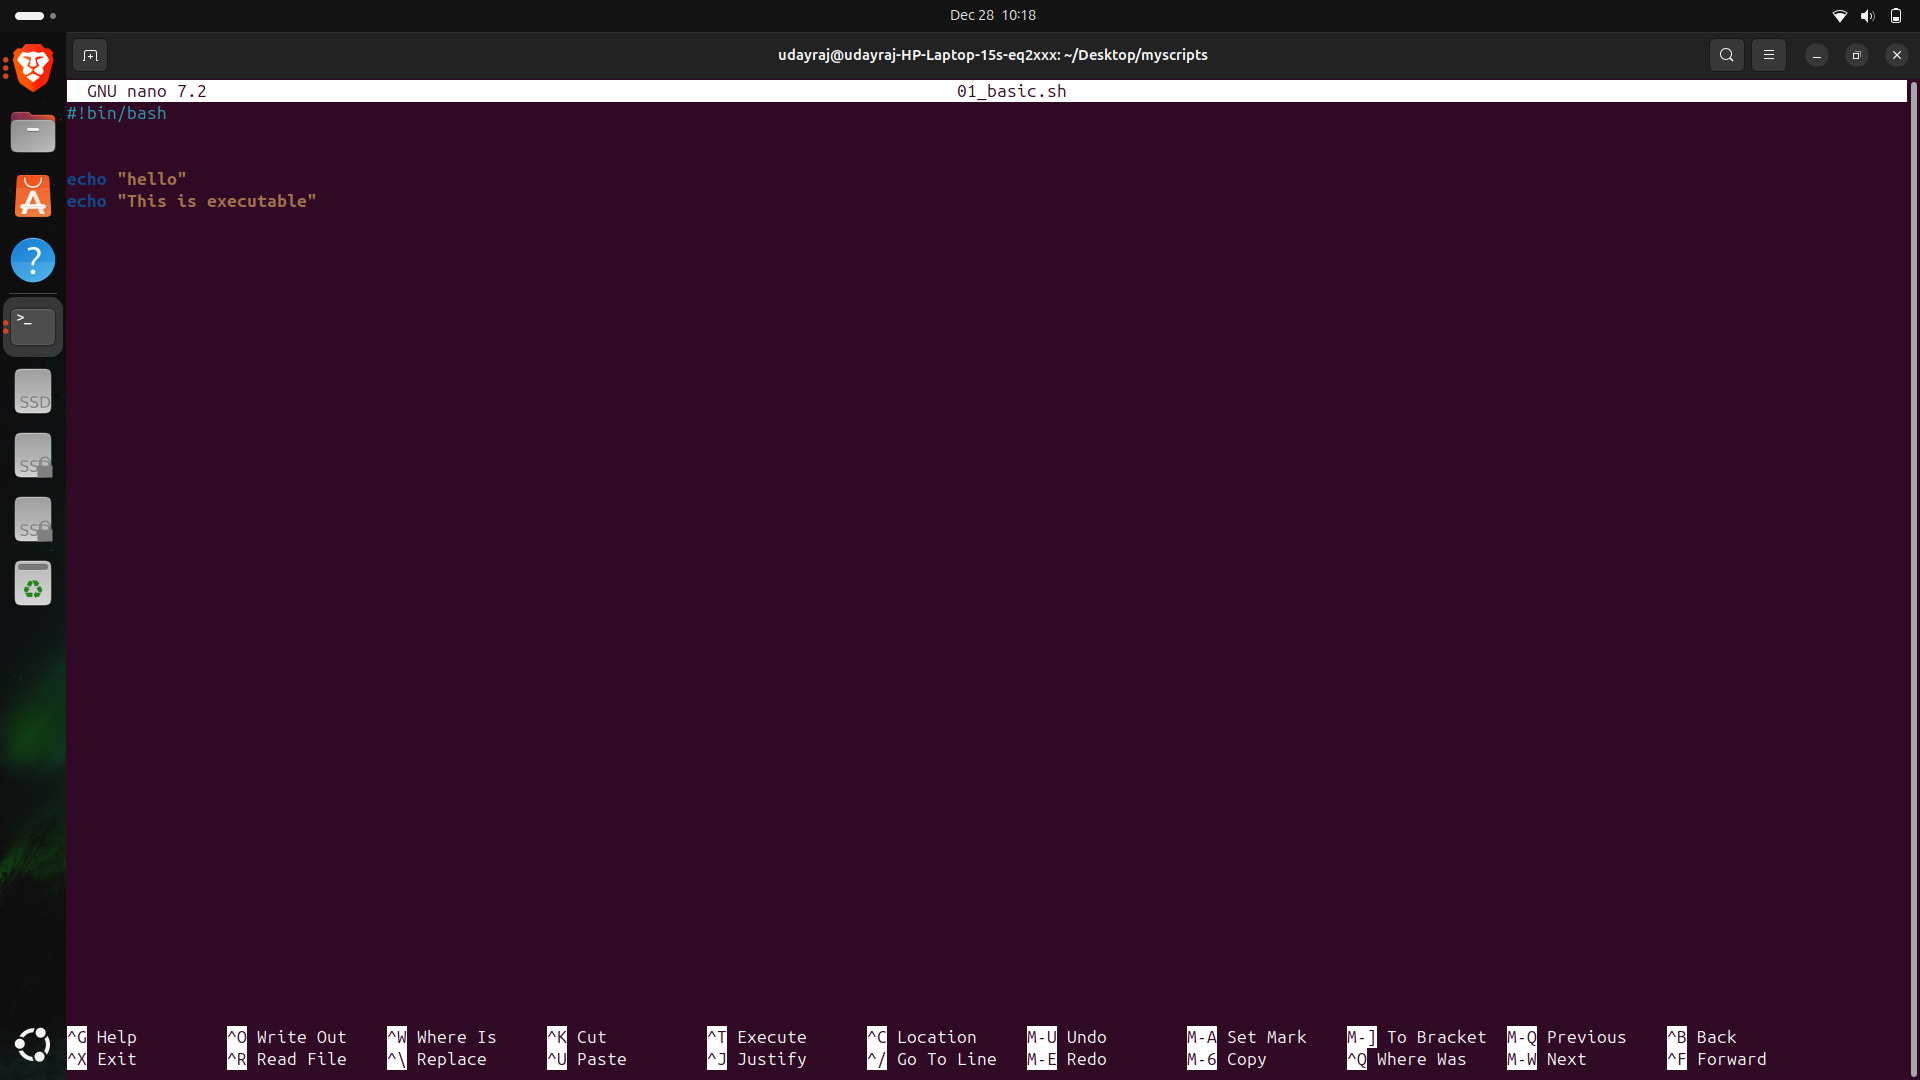 Dec 28 10:18
udayraj@udayraj-HP-Laptop-15s-eq2xxx: ~/Desktop/myscripts
GNU nano 7.2 01_basic.sh
#!bin/bash
echo "hello"
echo "This is executable"
>_
SSD
SSD
SSD
^G Help ^O Write Out ^W Where Is ^K Cut ^T Execute ^C Location M-U Undo M-A Set Mark M-] To Bracket M-Q Previous ^B Back
^X Exit ^R Read File ^\ Replace ^U Paste ^J Justify ^/ Go To Line M-E Redo M-6 Copy ^Q Where Was M-W Next ^F Forward